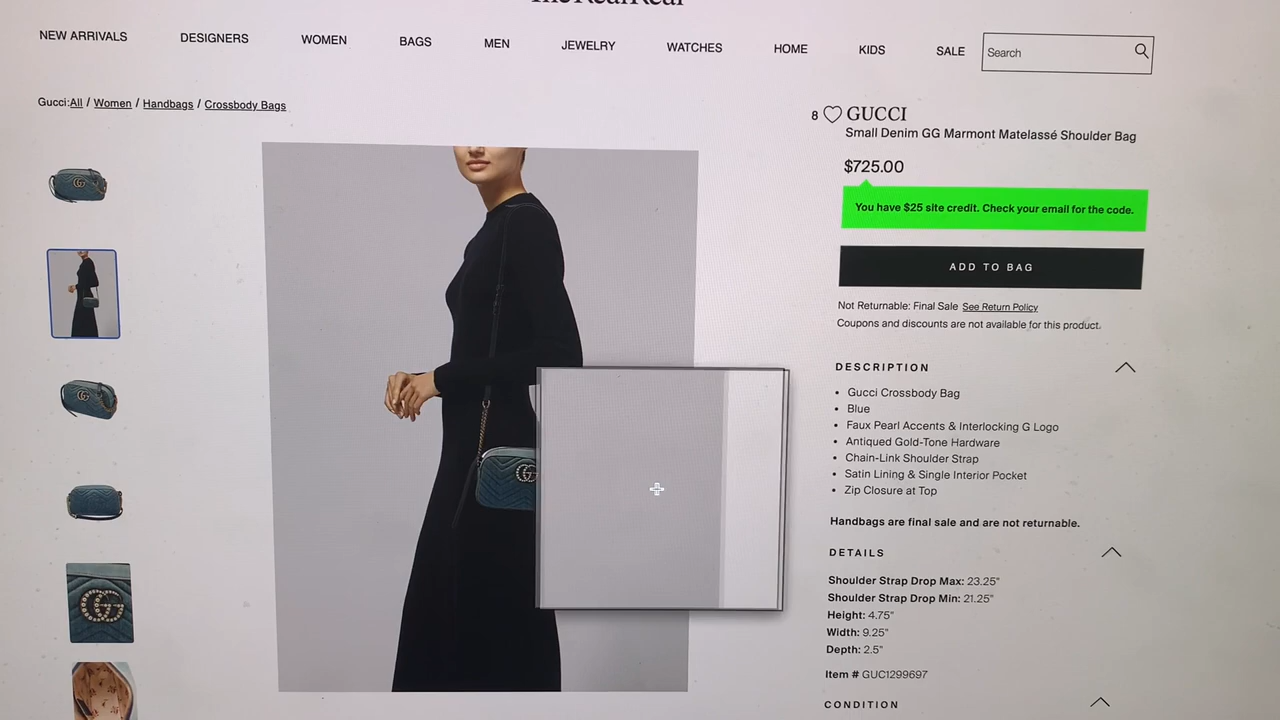 The RealReal
NEW ARRIVALS DESIGNERS WOMEN BAGS MEN JEWELRY WATCHES HOME KIDS SALE Search
Gucci:All / Women / Handbags / Crossbody Bags
8 GUCCI
Small Denim GG Marmont Matelassé Shoulder Bag
$725.00
You have $25 site credit. Check your email for the code.
ADD TO BAG
Not Returnable: Final Sale See Return Policy
Coupons and discounts are not available for this product.
DESCRIPTION
• Gucci Crossbody Bag
• Blue
• Faux Pearl Accents & Interlocking G Logo
• Antiqued Gold-Tone Hardware
• Chain-Link Shoulder Strap
• Satin Lining & Single Interior Pocket
• Zip Closure at Top
Handbags are final sale and are not returnable.
DETAILS
Shoulder Strap Drop Max: 23.25"
Shoulder Strap Drop Min: 21.25"
Height: 4.75"
Width: 9.25"
Depth: 2.5"
Item # GUC1299697
CONDITION